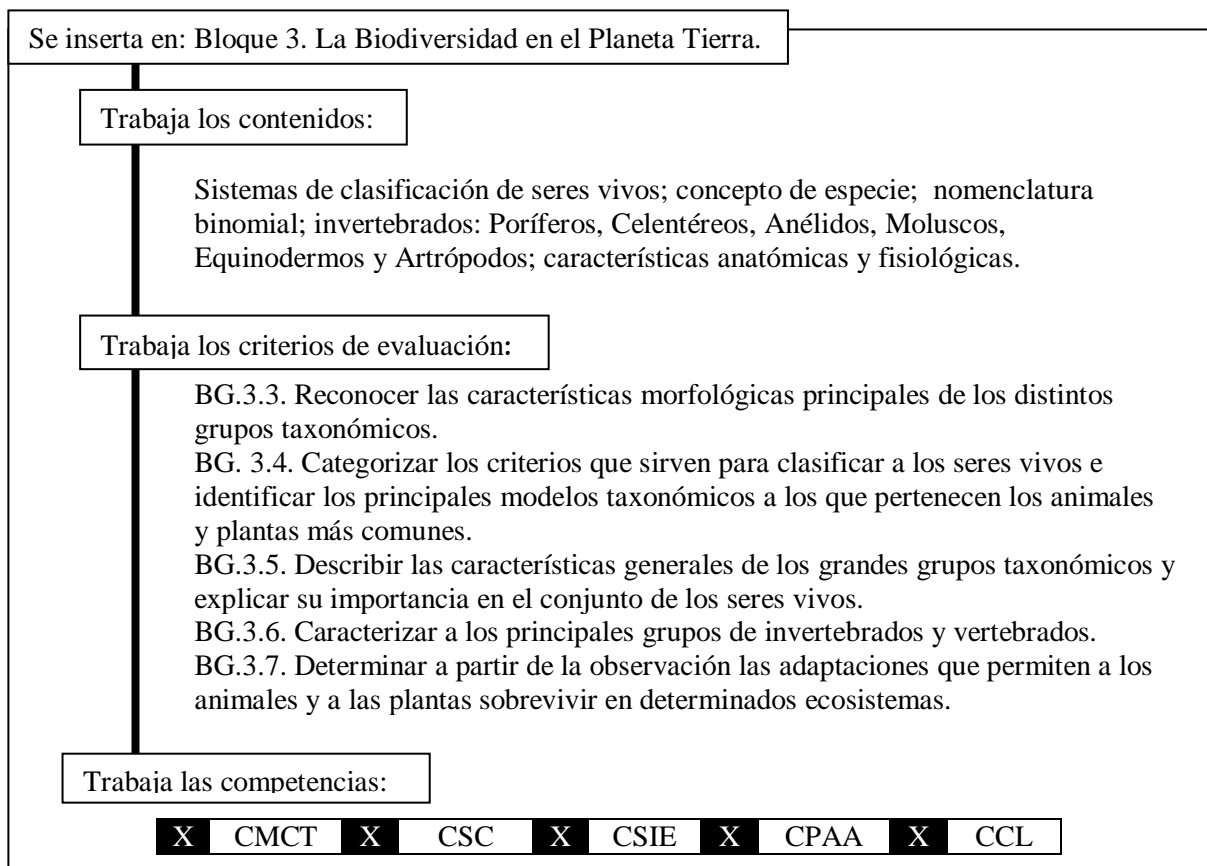 Se inserta en: Bloque 3. La Biodiversidad en el Planeta Tierra.
Trabaja los contenidos:
Sistemas de clasificación de seres vivos; concepto de especie; nomenclatura
binomial; invertebrados: Poríferos, Celentéreos, Anélidos, Moluscos,
Equinodermos y Artrópodos; características anatómicas y fisiológicas.
Trabaja los criterios de evaluación:
BG.3.3. Reconocer las características morfológicas principales de los distintos
grupos taxonómicos.
BG. 3.4. Categorizar los criterios que sirven para clasificar a los seres vivos e
identificar los principales modelos taxonómicos a los que pertenecen los animales
y plantas más comunes.
BG.3.5. Describir las características generales de los grandes grupos taxonómicos y
explicar su importancia en el conjunto de los seres vivos.
BG.3.6. Caracterizar a los principales grupos de invertebrados y vertebrados.
BG.3.7. Determinar a partir de la observación las adaptaciones que permiten a los
animales y a las plantas sobrevivir en determinados ecosistemas.
Trabaja las competencias:
X CMCT X CSC X CSIE X CPAA X CCL